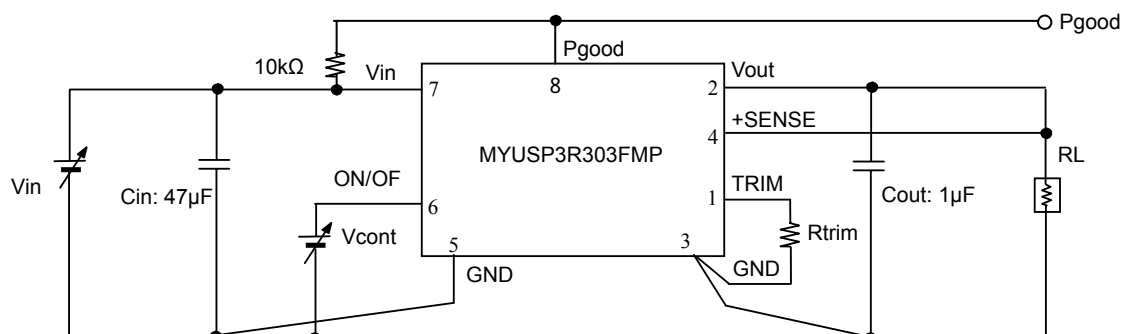 Pgood
Pgood
10kΩ
Vin
Vout
7
8
2
+SENSE
4
MYUSP3R303FMP
RL
Vin
Cin: 47µF
ON/OF
TRIM
Cout: 1µF
6
1
Vcont
Rtrim
5
3
GND
GND